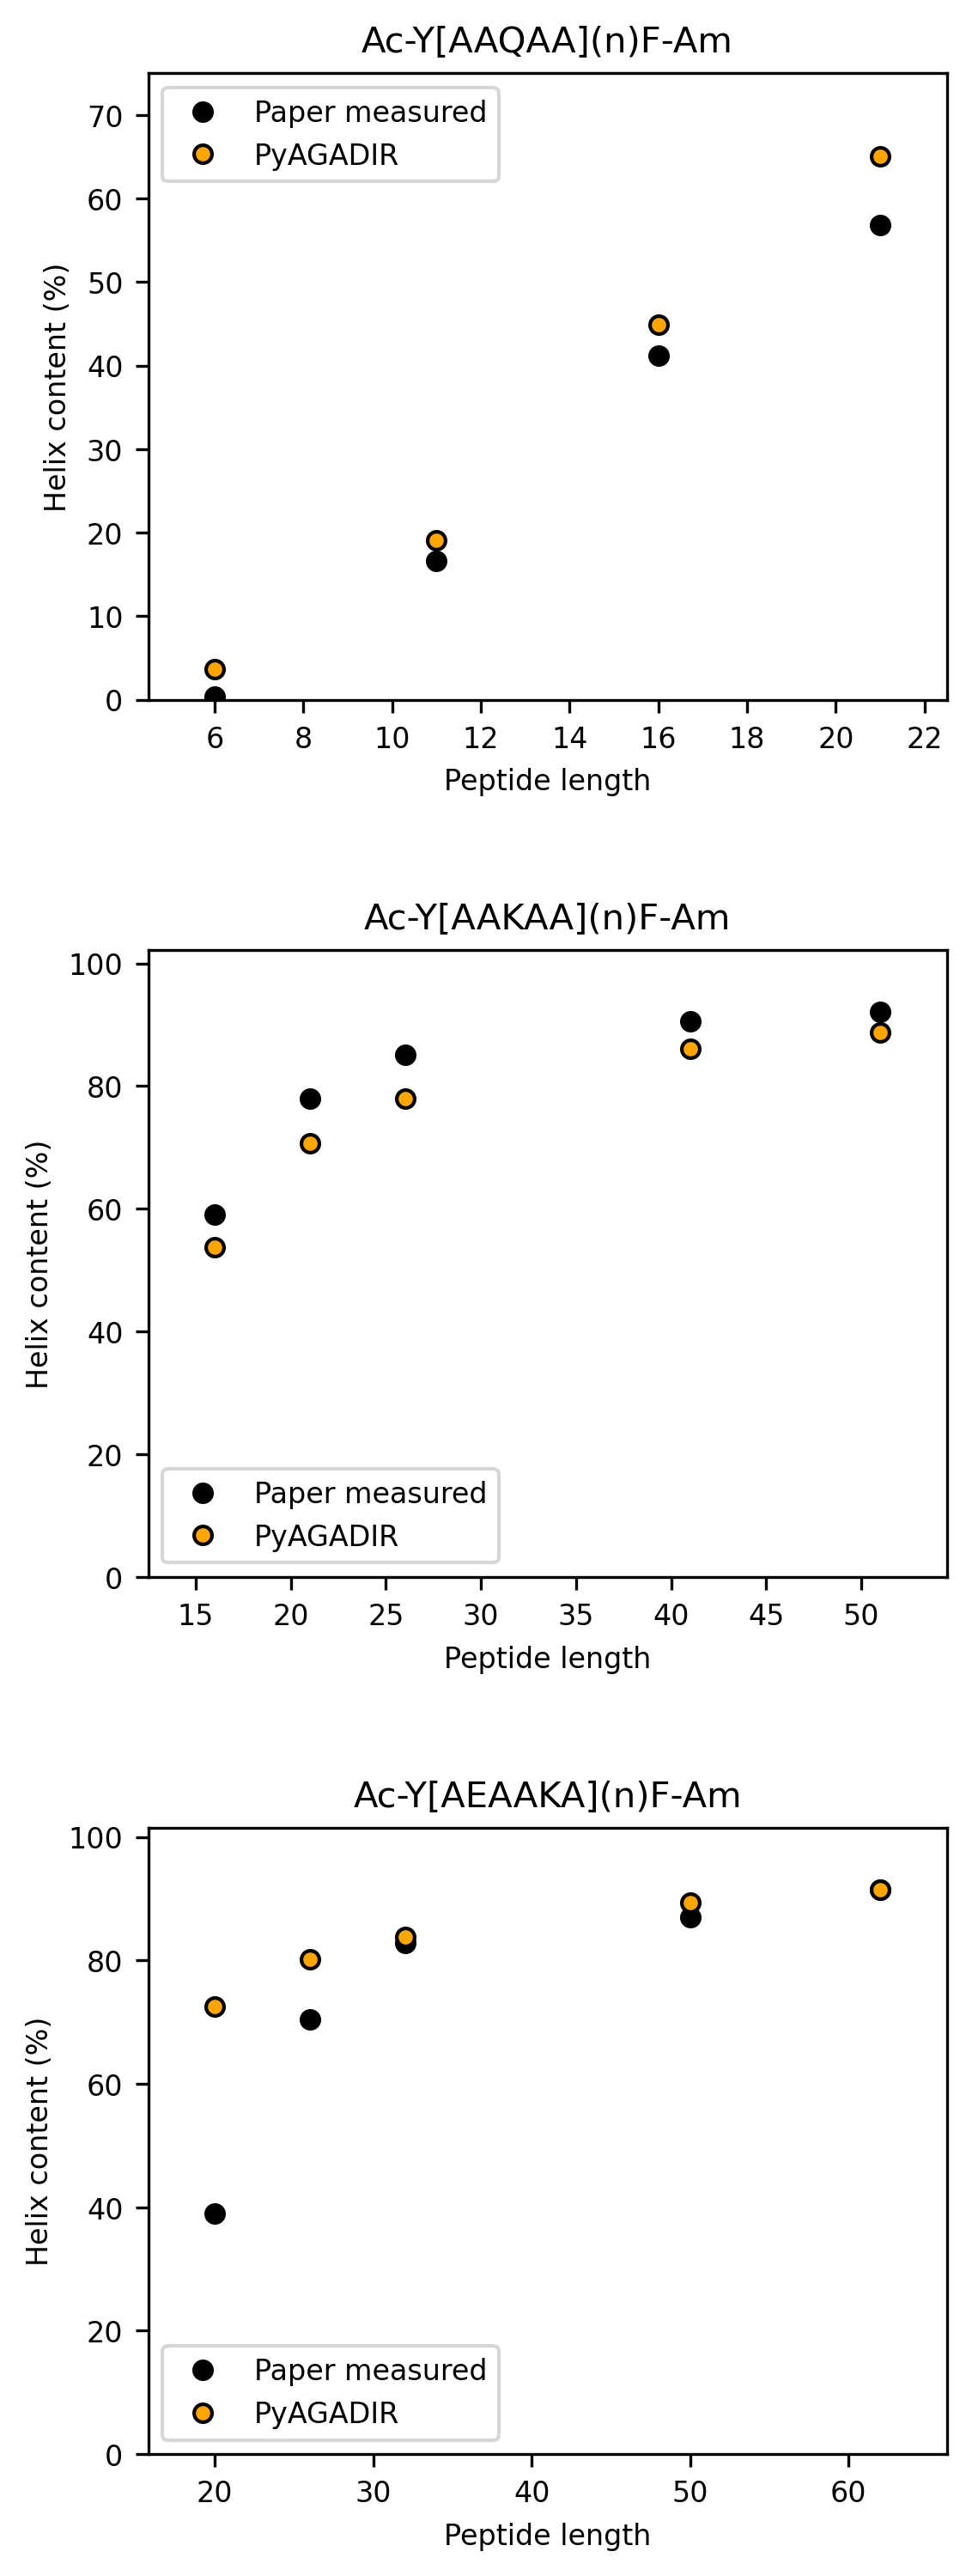 Ac-Y[AAQAA](n)F-Am
Paper measured
PyAGADIR
70
60
50
40
30
20
10
0
Helix content (%)
6 8 10 12 14 16 18 20 22
Peptide length
Ac-Y[AAKAA](n)F-Am
100
80
60
40
20
0
Helix content (%)
Paper measured
PyAGADIR
15 20 25 30 35 40 45 50
Peptide length
Ac-Y[AEAAKA](n)F-Am
100
80
60
40
20
0
Helix content (%)
Paper measured
PyAGADIR
20 30 40 50 60
Peptide length